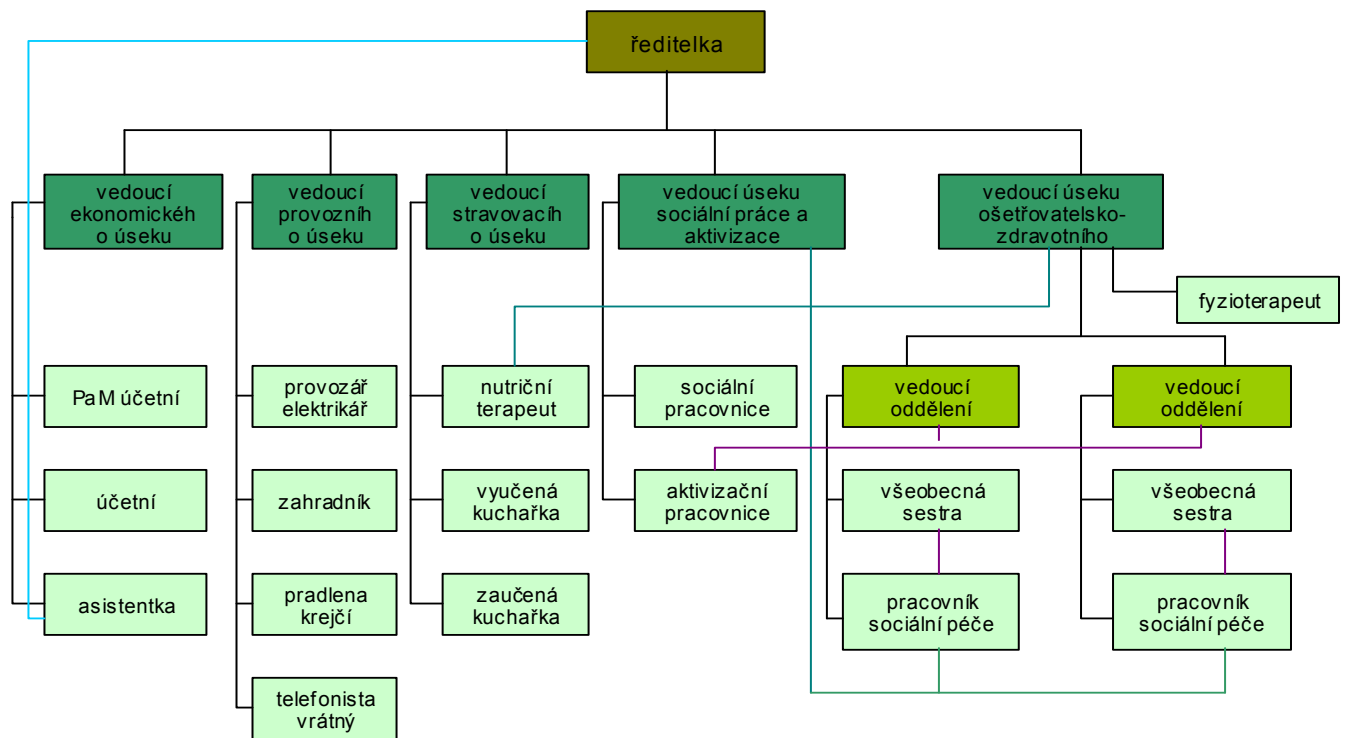 ředitelka
vedoucí
ekonomickéh
o úseku
vedoucí
provozníh
o úseku
vedoucí
stravovacíh
o úseku
vedoucí úseku
sociální práce a
aktivizace
vedoucí úseku
ošetřovatelsko-
zdravotního
fyzioterapeut
PaM účetní
provozář
elektrikář
nutriční
terapeut
sociální
pracovnice
vedoucí
oddělení
vedoucí
oddělení
účetní
zahradník
vyučená
kuchařka
aktivizační
pracovnice
všeobecná
sestra
všeobecná
sestra
asistentka
pradlena
krejčí
zaučená
kuchařka
pracovník
sociální péče
pracovník
sociální péče
telefonista
vrátný